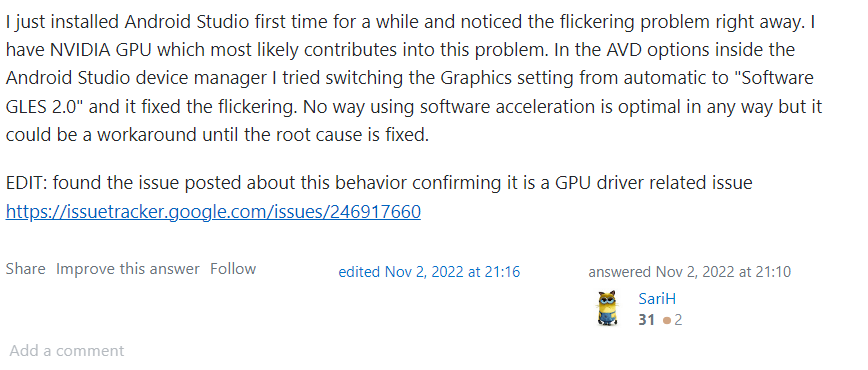 I just installed Android Studio first time for a while and noticed the flickering problem right away. I
have NVIDIA GPU which most likely contributes into this problem. In the AVD options inside the
Android Studio device manager I tried switching the Graphics setting from automatic to "Software
GLES 2.0" and it fixed the flickering. No way using software acceleration is optimal in any way but it
could be a workaround until the root cause is fixed.
EDIT: found the issue posted about this behavior confirming it is a GPU driver related issue
https://issuetracker.google.com/issues/246917660
Share Improve this answer Follow
edited Nov 2, 2022 at 21:16
answered Nov 2, 2022 at 21:10
SariH
31 2
Add a comment